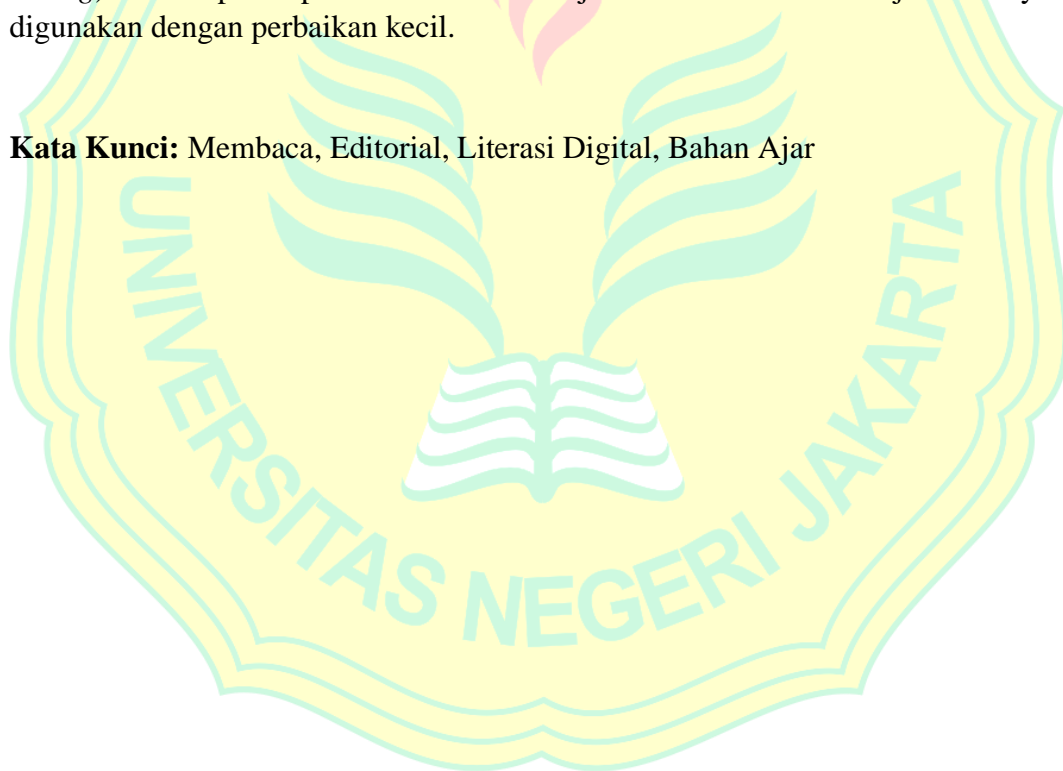 digunakan dengan perbaikan kecil.
Kata Kunci: Membaca, Editorial, Literasi Digital, Bahan Ajar
UNIVERSITAS NEGERI JAKARTA